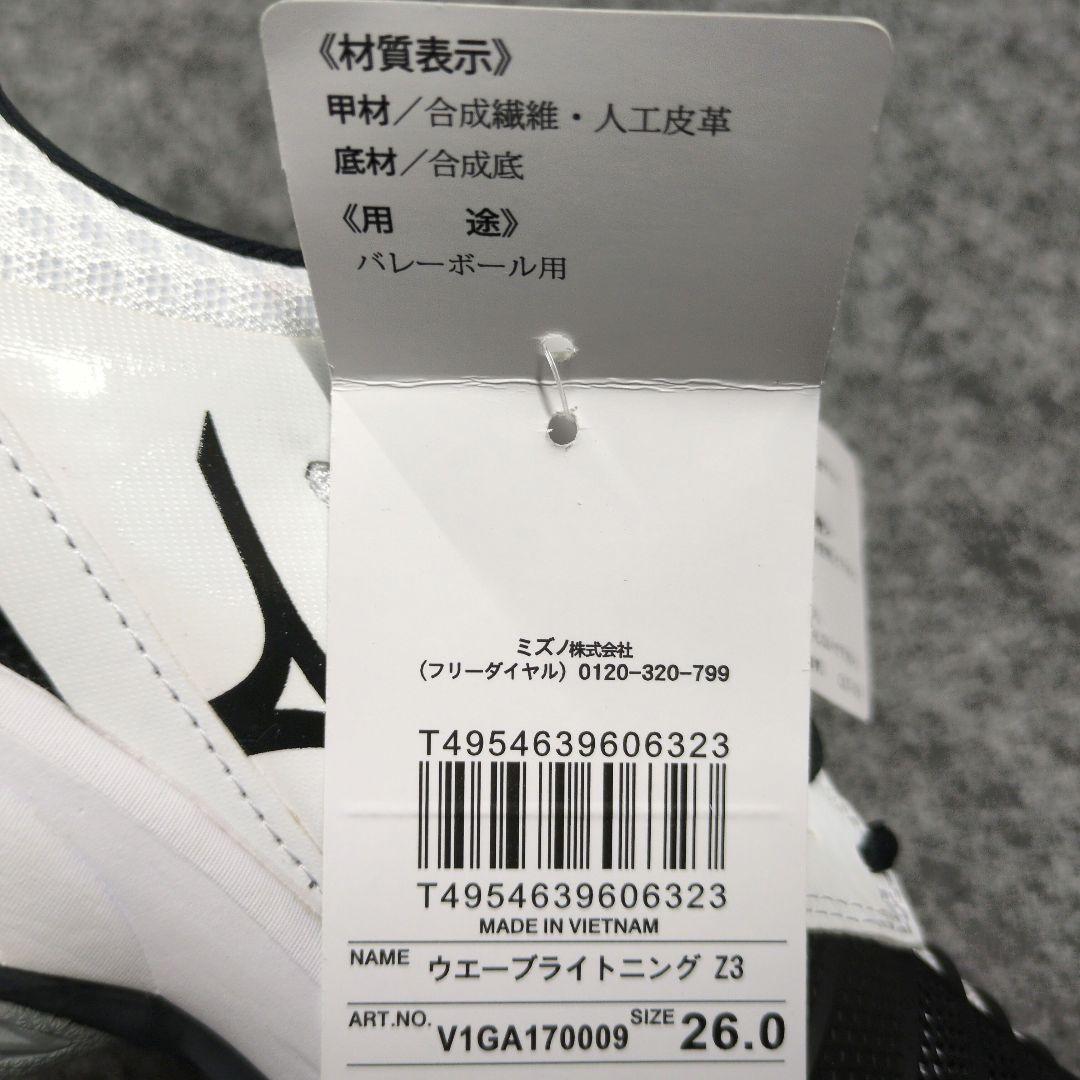 《材質表示》
甲材／合成繊維・人工皮革
底材／合成底
《用　途》
バレーボール用
ミズノ株式会社
（フリーダイヤル）0120-320-799
T4954639606323
T4954639606323
MADE IN VIETNAM
NAME ウエーブライトニング Z3
ART.NO. V1GA170009 SIZE 26.0